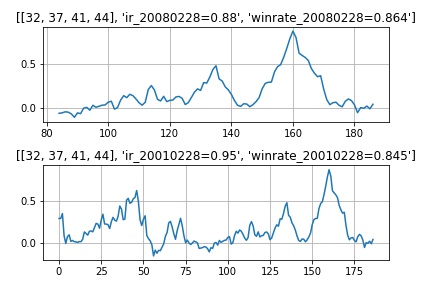 [[32, 37, 41, 44], 'ir_20080228=0.88', 'winrate_20080228=0.864']
0.5
0.0
80 100 120 140 160 180
[[32, 37, 41, 44], 'ir_20010228=0.95', 'winrate_20010228=0.845']
0.5
0.0
0 25 50 75 100 125 150 175